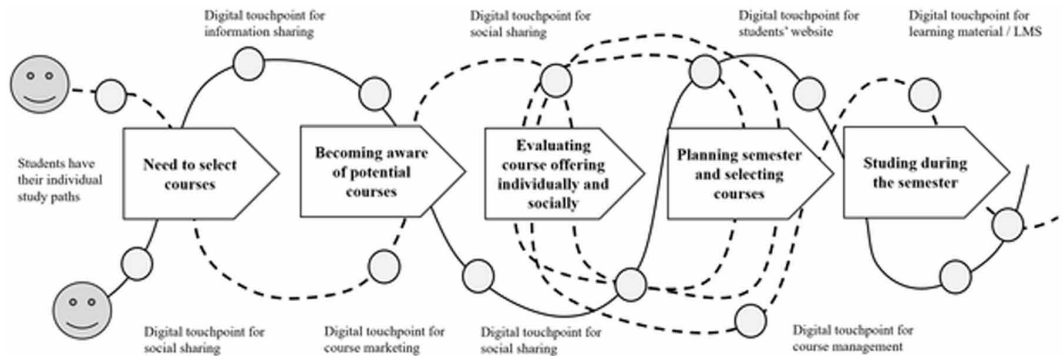 Digital touchpoint for
information sharing
Digital touchpoint for
social sharing
Digital touchpoint for
students' website
Digital touchpoint for
learning material / LMS
Students have
their individual
study paths
Need to select
courses
Becoming aware
of potential
courses
Evaluating
course offering
individually and
socially
Planning semester
and selecting
courses
Studing during
the semester
Digital touchpoint for
social sharing
Digital touchpoint for
course marketing
Digital touchpoint for
social sharing
Digital touchpoint for
course management